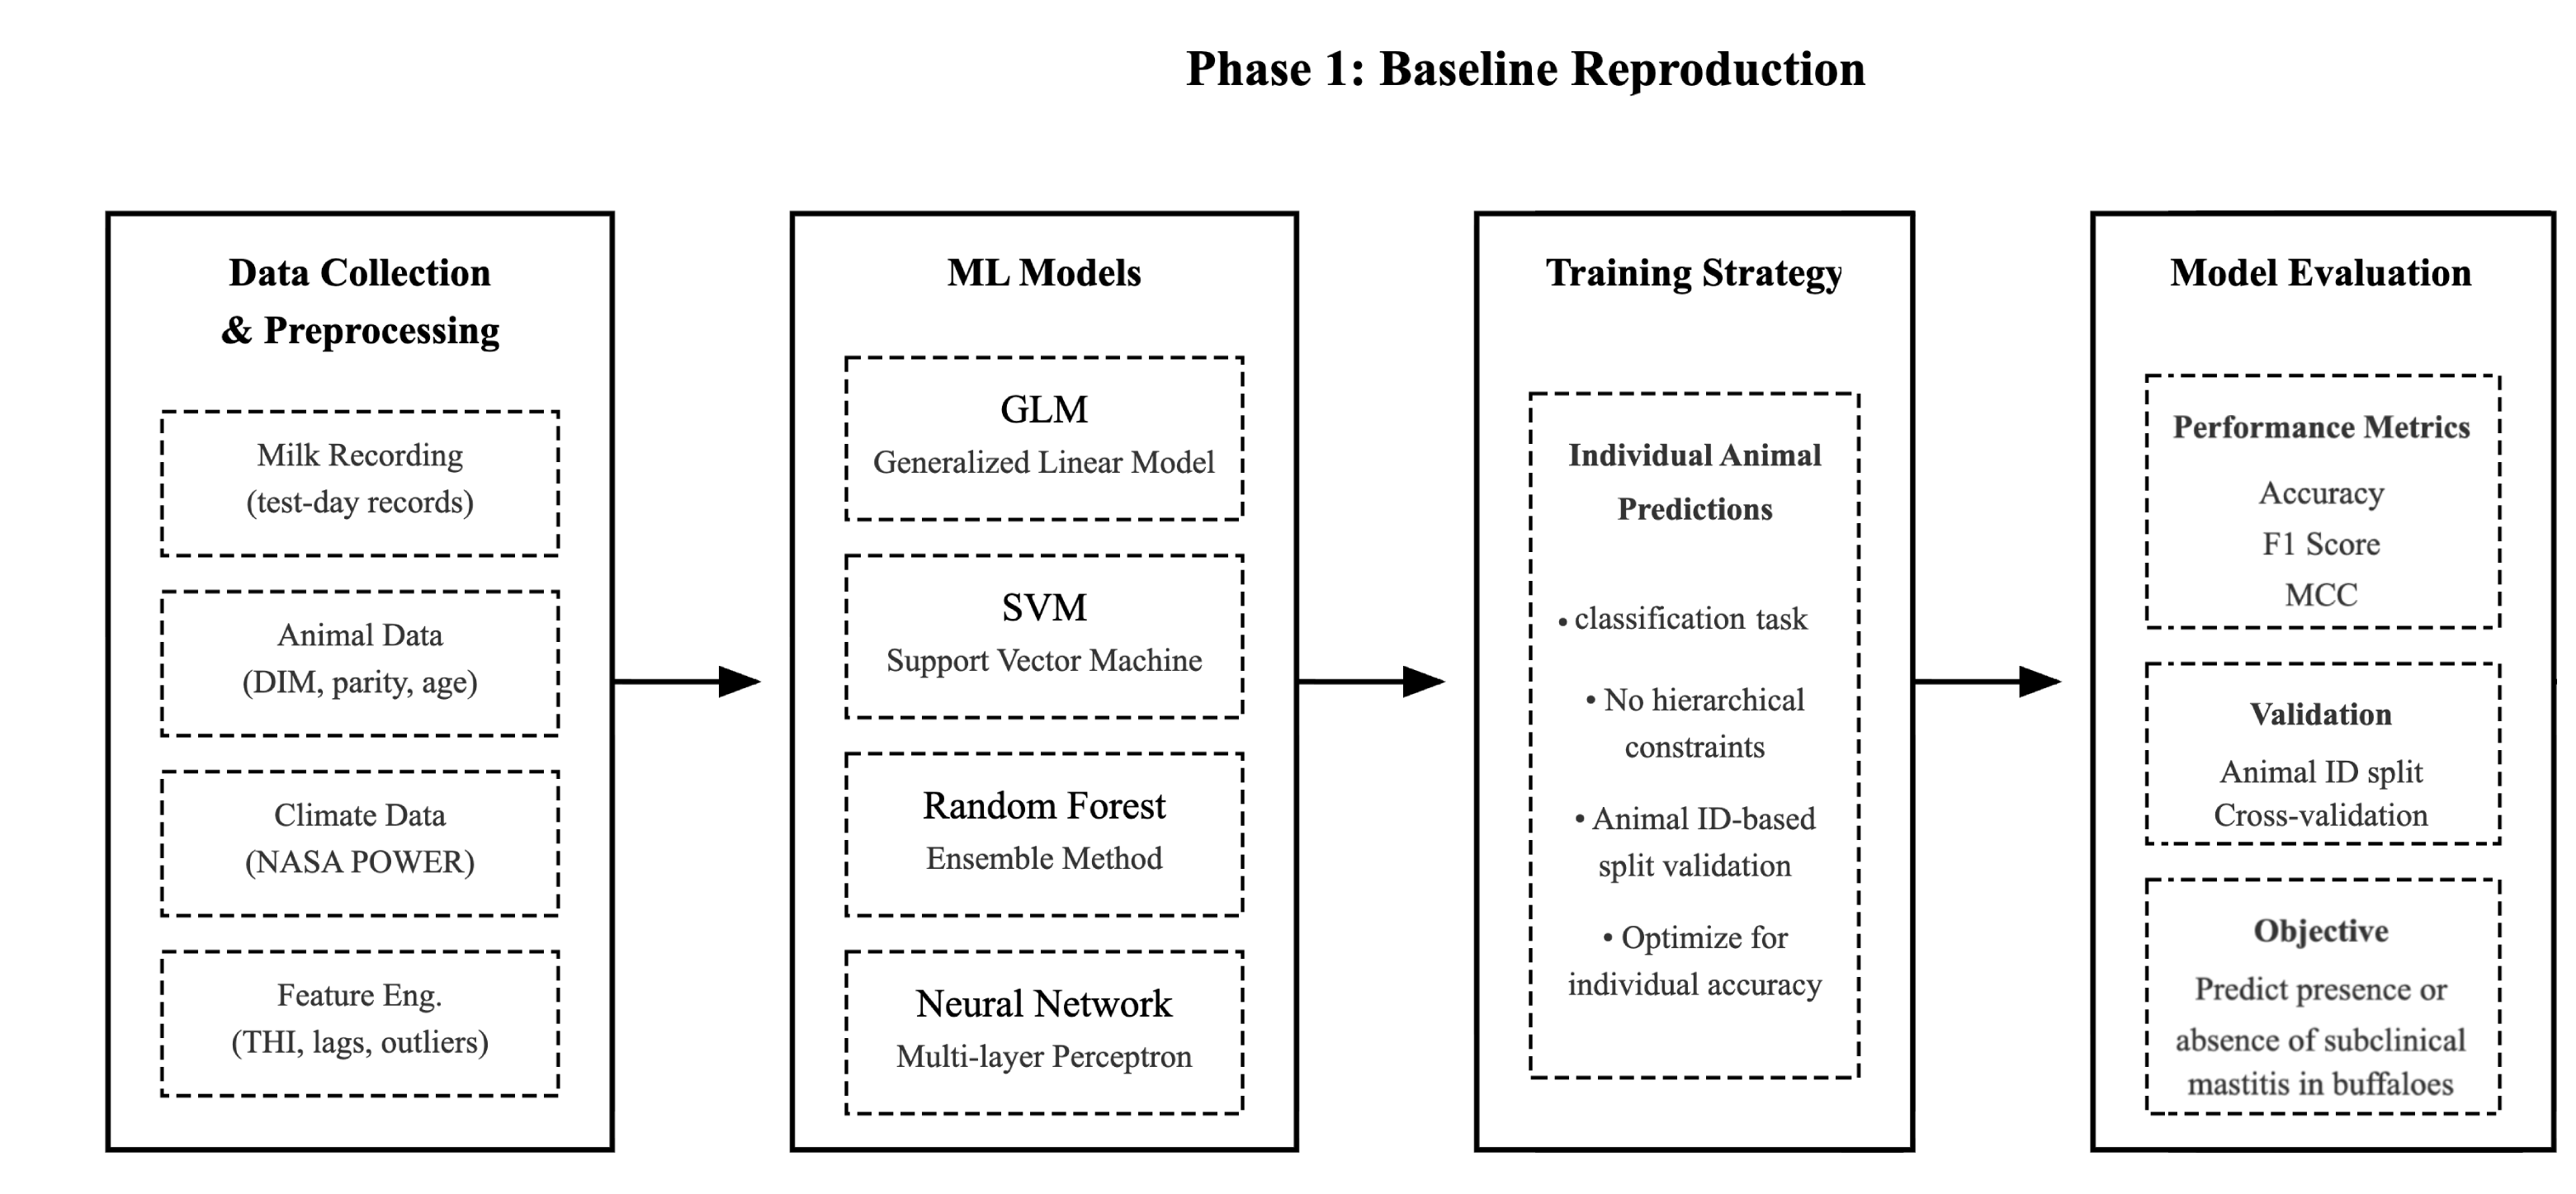 Phase 1: Baseline Reproduction
Data Collection
& Preprocessing
Milk Recording
(test-day records)
Animal Data
(DIM, parity, age)
Climate Data
(NASA POWER)
Feature Eng.
(THI, lags, outliers)
ML Models
GLM
Generalized Linear Model
SVM
Support Vector Machine
Random Forest
Ensemble Method
Neural Network
Multi-layer Perceptron
Training Strategy
Individual Animal
Predictions
• classification task
• No hierarchical
constraints
• Animal ID-based
split validation
• Optimize for
individual accuracy
Model Evaluation
Performance Metrics
Accuracy
F1 Score
MCC
Validation
Animal ID split
Cross-validation
Objective
Predict presence or
absence of subclinical
mastitis in buffaloes